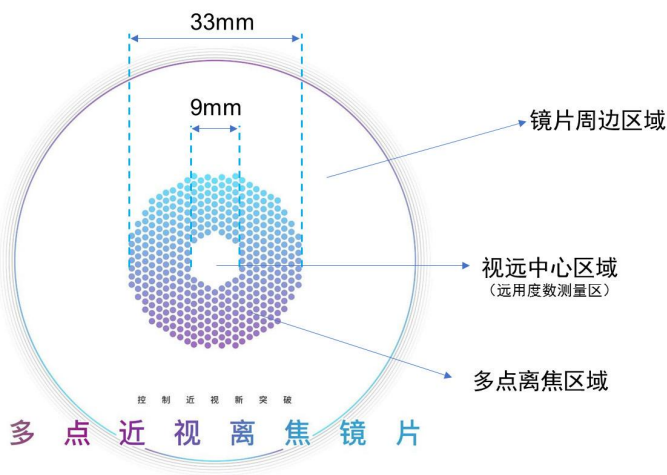 33mm
9mm
镜片周边区域
视远中心区域
（远用度数测量区）
多点离焦区域
控制近视新突破
多点近视离焦镜片